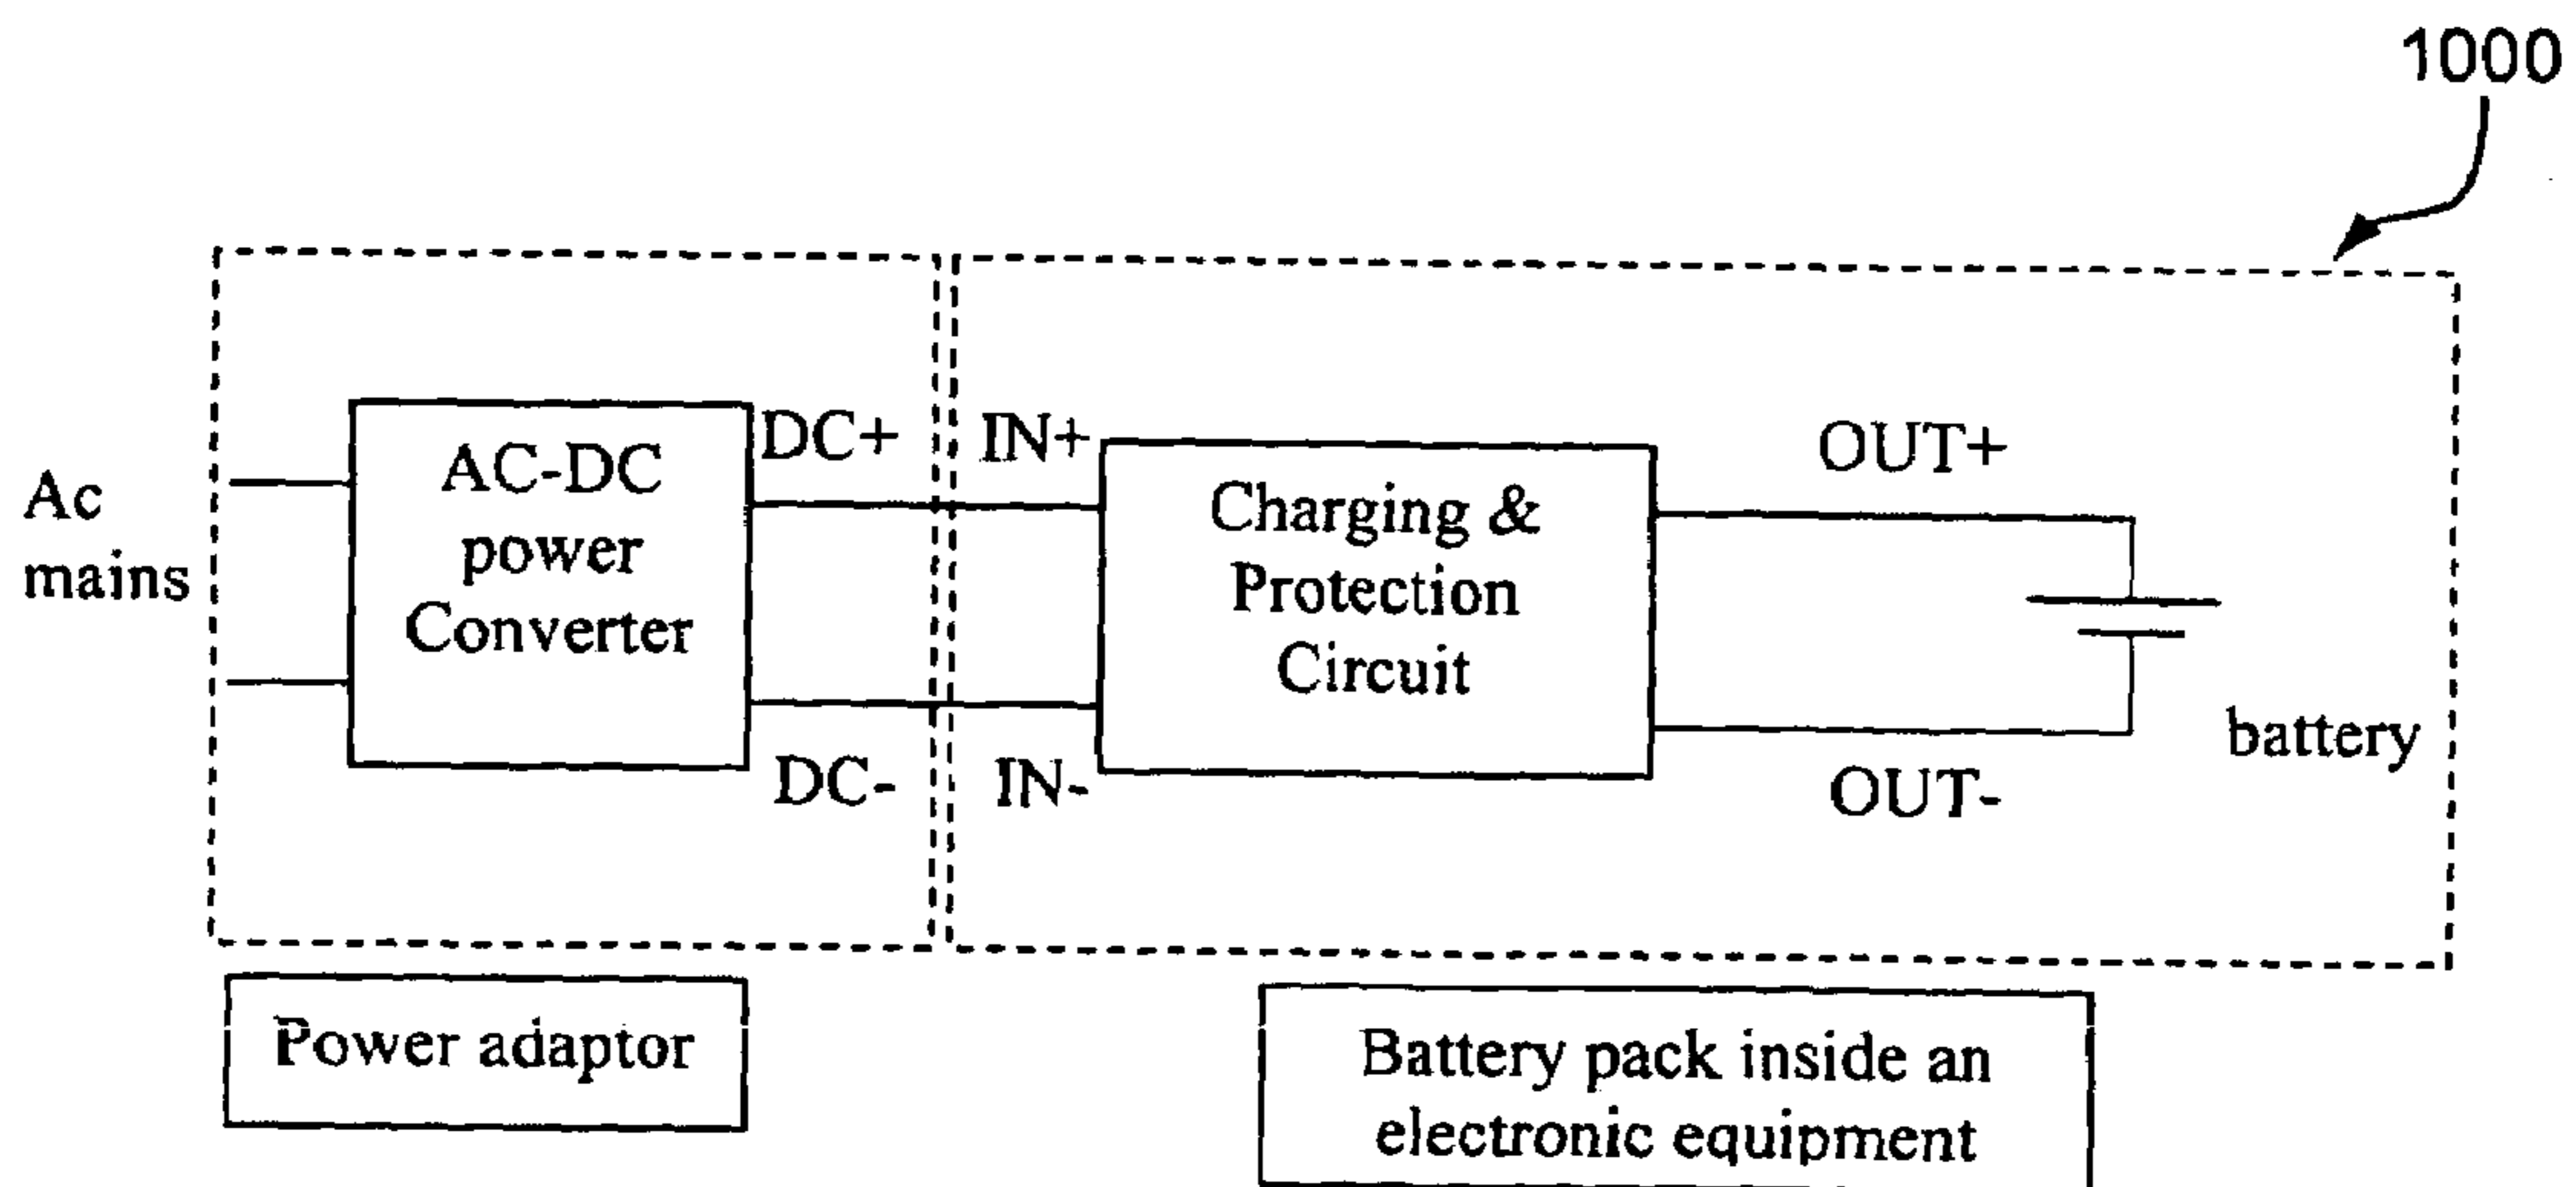 1000
Ac
mains
AC-DC
power
Converter
DC+
DC-
IN+
IN-
Charging &
Protection
Circuit
OUT+
OUT-
battery
Power adaptor
Battery pack inside an
electronic equipment